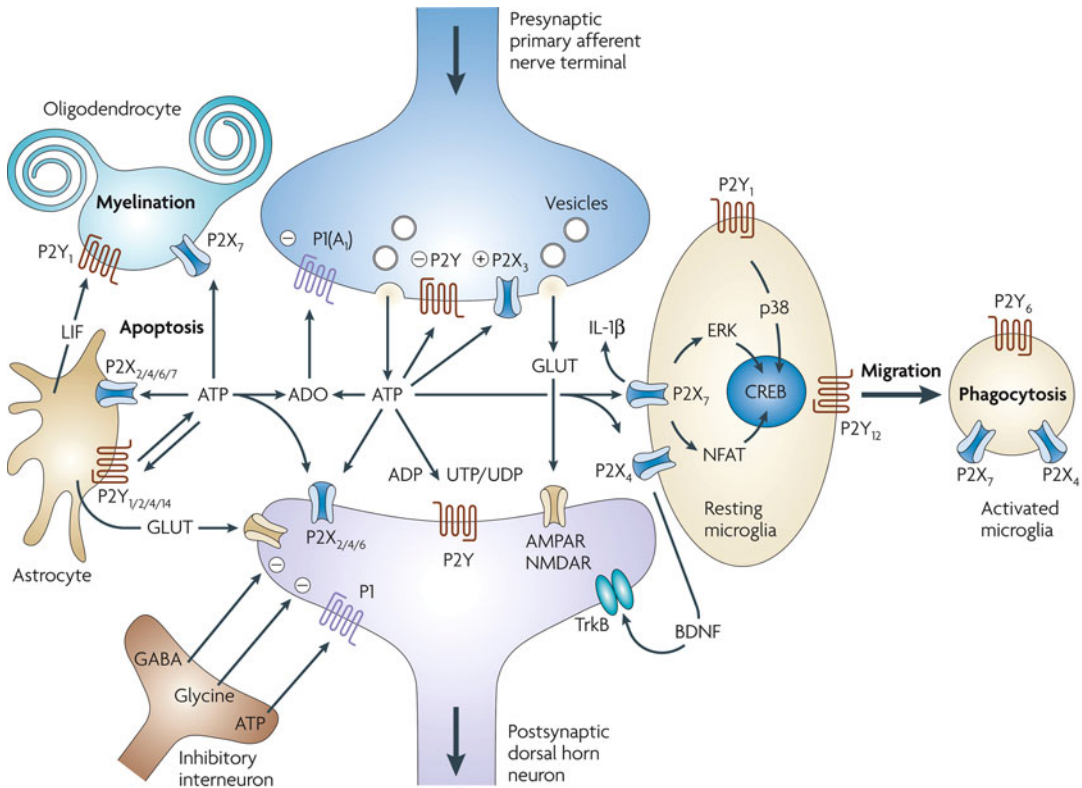 Presynaptic
primary afferent
nerve terminal
Oligodendrocyte
Myelination
P2Y₁
P2X₇
Vesicles
⊖
P1(A₁)
⊖ P2Y
⊕ P2X₃
P2Y₁
p38
ERK
CREB
NFAT
P2X₇
P2X₄
IL-1β
P2Y₁₂
Resting
microglia
Migration
P2Y₆
Phagocytosis
P2X₇
P2X₄
Activated
microglia
LIF
Apoptosis
P2X₂/₄/₆/₇
ATP
ADO
ATP
GLUT
P2Y₁/₂/₄/₁₄
GLUT
Astrocyte
ADP
UTP/UDP
P2X₂/₄/₆
P2Y
AMPAR
NMDAR
⊖
⊖
P1
TrkB
BDNF
GABA
Glycine
ATP
Inhibitory
interneuron
Postsynaptic
dorsal horn
neuron